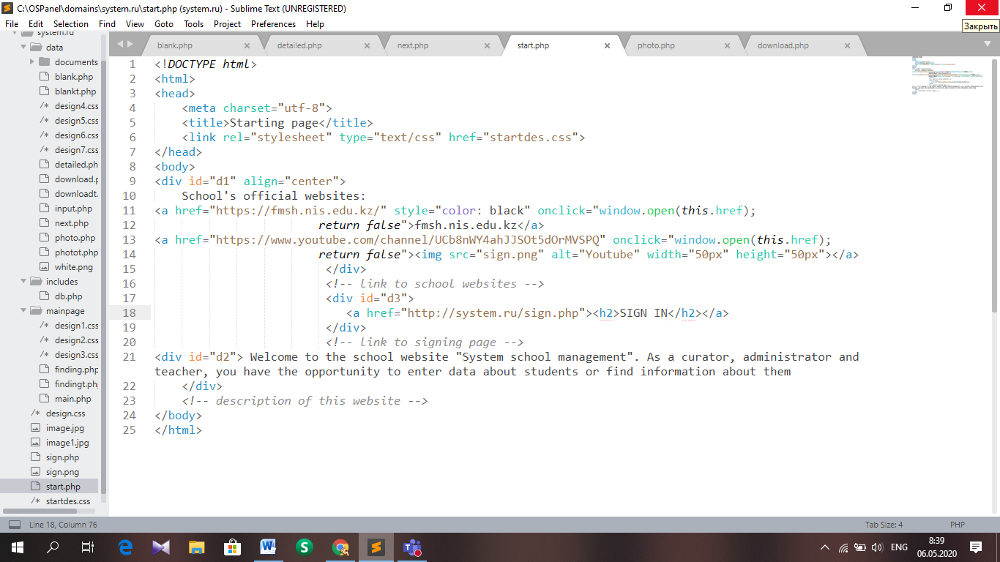 C:\OSPanel\domains\system.ru\start.php (system.ru) - Sublime Text (UNREGISTERED)
File Edit Selection Find View Goto Tools Project Preferences Help
Закрыть
system.ru
data
documents
blank.php
blankt.php
design4.css
design5.css
design6.css
design7.css
detailed.ph
download.p
downloadt.
input.php
next.php
photo.php
photot.php
white.png
includes
db.php
mainpage
design1.css
design2.css
design3.css
finding.php
findingt.php
main.php
design.css
image.jpg
image1.jpg
sign.php
sign.png
start.php
startdes.css
blank.php detailed.php next.php start.php photo.php download.php
1 <!DOCTYPE html>
2 <html>
3 <head>
4 <meta charset="utf-8">
5 <title>Starting page</title>
6 <link rel="stylesheet" type="text/css" href="startdes.css">
7 </head>
8 <body>
9 <div id="d1" align="center">
10 School's official websites:
11 <a href="https://fmsh.nis.edu.kz/" style="color: black" onclick="window.open(this.href);
12 return false">fmsh.nis.edu.kz</a>
13 <a href="https://www.youtube.com/channel/UCb8nWY4ahJJSOt5dOrMVSPQ" onclick="window.open(this.href);
14 return false"><img src="sign.png" alt="Youtube" width="50px" height="50px"></a>
15 </div>
16 <!-- link to school websites -->
17 <div id="d3">
18 <a href="http://system.ru/sign.php"><h2>SIGN IN</h2></a>
19 </div>
20 <!-- link to signing page -->
21 <div id="d2"> Welcome to the school website "System school management". As a curator, administrator and
teacher, you have the opportunity to enter data about students or find information about them
22 </div>
23 <!-- description of this website -->
24 </body>
25 </html>
Line 18, Column 76
Tab Size: 4 PHP
ENG
8:39
06.05.2020